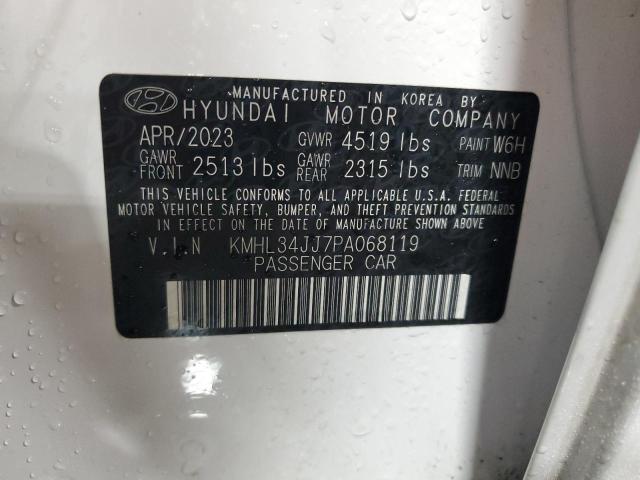 MANUFACTURED IN KOREA BY
HYUNDAI MOTOR COMPANY
APR/2023 GVWR 4519 lbs PAINT W6H
GAWR FRONT 2513 lbs GAWR REAR 2315 lbs TRIM NNB
THIS VEHICLE CONFORMS TO ALL APPLICABLE U.S.A. FEDERAL
MOTOR VEHICLE SAFETY, BUMPER, AND THEFT PREVENTION STANDARDS
IN EFFECT ON THE DATE OF MANUFACTURE SHOWN ABOVE
V.I.N KMHL34JJ7PA068119
PASSENGER CAR